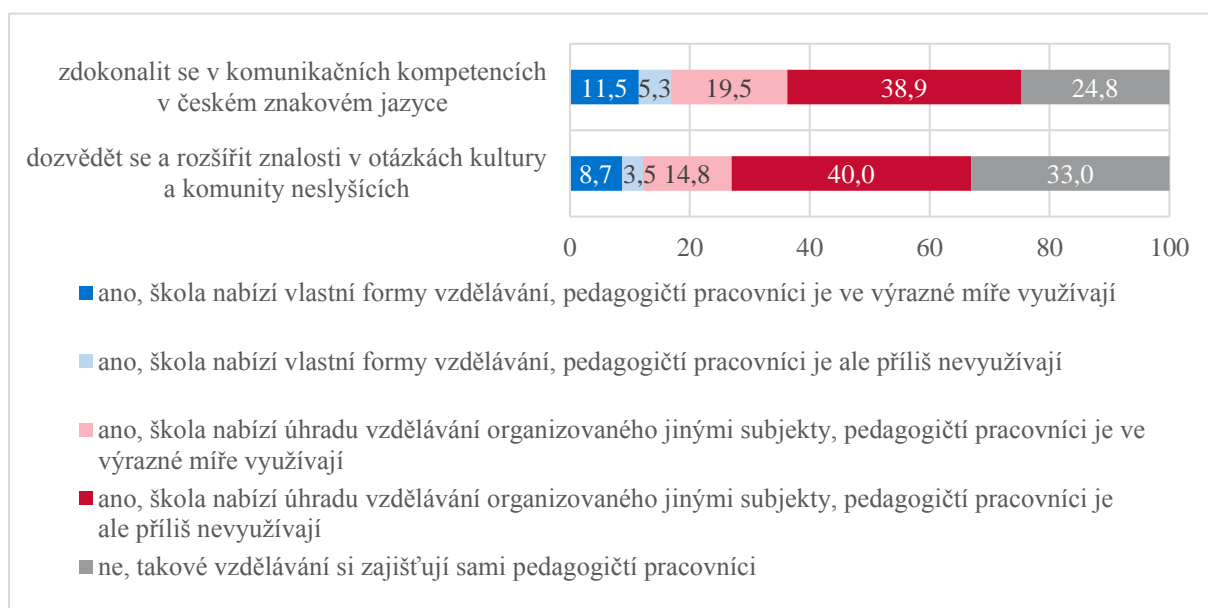 zdokonalit se v komunikačních kompetencích
v českém znakovém jazyce
11,5 5,3 19,5 38,9 24,8
dozvědět se a rozšířit znalosti v otázkách kultury
a komunity neslyšících
8,7 3,5 14,8 40,0 33,0
0 20 40 60 80 100
ano, škola nabízí vlastní formy vzdělávání, pedagogičtí pracovníci je ve výrazné míře využívají
ano, škola nabízí vlastní formy vzdělávání, pedagogičtí pracovníci je ale příliš nevyužívají
ano, škola nabízí úhradu vzdělávání organizovaného jinými subjekty, pedagogičtí pracovníci je ve
výrazné míře využívají
ano, škola nabízí úhradu vzdělávání organizovaného jinými subjekty, pedagogičtí pracovníci je
ale příliš nevyužívají
ne, takové vzdělávání si zajišťují sami pedagogičtí pracovníci